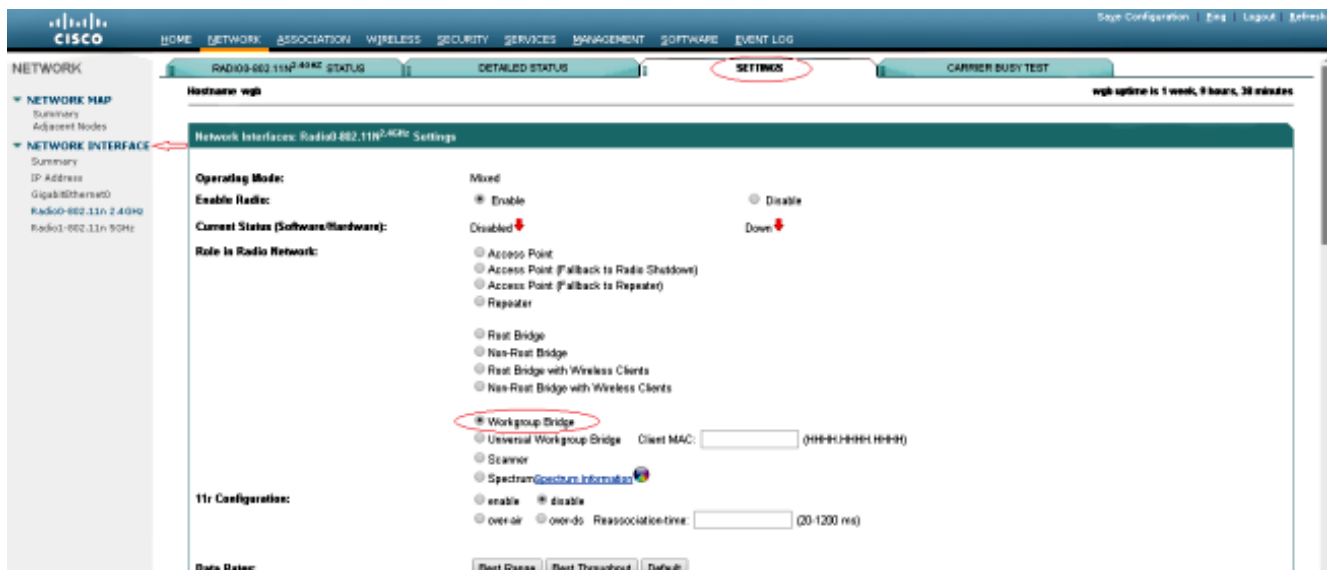 Save Configuration | Ping | Logout | Refresh
CISCO
HOME NETWORK ASSOCIATION WIRELESS SECURITY SERVICES MANAGEMENT SOFTWARE EVENT LOG
NETWORK
RADIO0-802.11N 2.4GHZ STATUS
DETAILED STATUS
SETTINGS
CARRIER BUSY TEST
Hostname wgb
wgb uptime is 1 week, 9 hours, 38 minutes
NETWORK MAP
Summary
Adjacent Nodes
NETWORK INTERFACE
Summary
IP Address
GigabitEthernet0
Radio0-802.11n 2.4GHz
Radio1-802.11n 5GHz
Network Interfaces: Radio0-802.11N 2.4GHz Settings
Operating Mode: Mixed
Enable Radio: Enable Disable
Current Status (Software/Hardware): Disabled Down
Role in Radio Network: Access Point
Access Point (Fallback to Radio Shutdown)
Access Point (Fallback to Repeater)
Repeater
Root Bridge
Non-Root Bridge
Root Bridge with Wireless Clients
Non-Root Bridge with Wireless Clients
Workgroup Bridge
Universal Workgroup Bridge Client MAC: (HHHH.HHHH.HHHH)
Scanner
Spectrum Spectrum Information
11r Configuration: enable disable
over-air over-ds Reassociation-time: (20-1200 ms)
Data Rates: Best Range Best Throughput Default